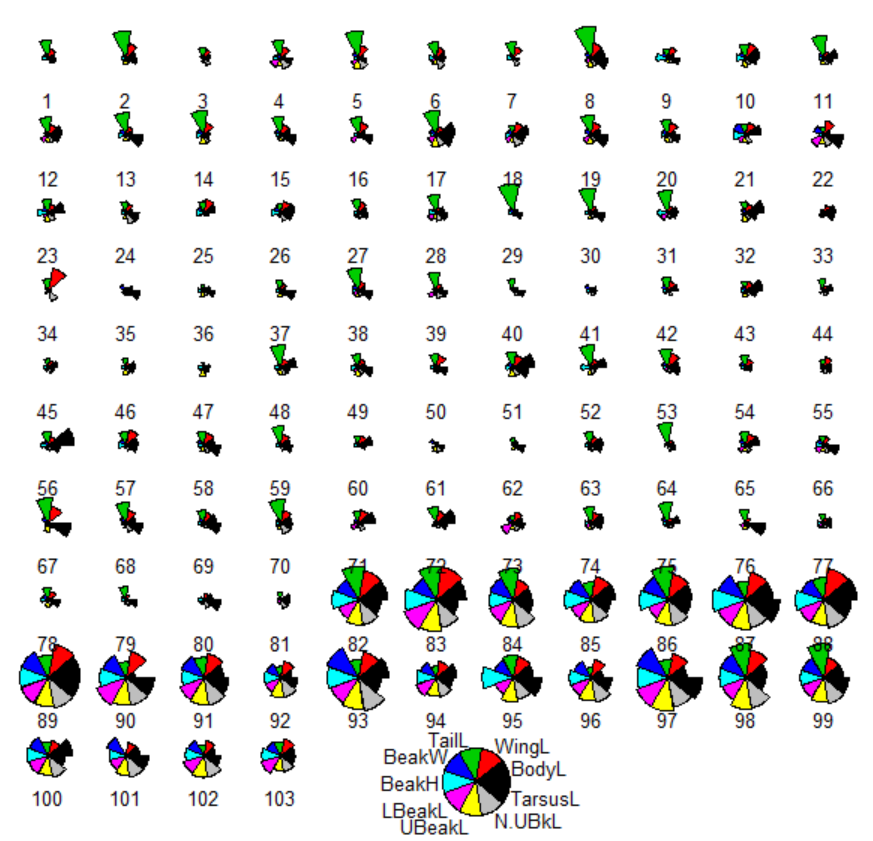 1 2 3 4 5 6 7 8 9 10 11
12 13 14 15 16 17 18 19 20 21 22
23 24 25 26 27 28 29 30 31 32 33
34 35 36 37 38 39 40 41 42 43 44
45 46 47 48 49 50 51 52 53 54 55
56 57 58 59 60 61 62 63 64 65 66
67 68 69 70 71 72 73 74 75 76 77
78 79 80 81 82 83 84 85 86 87 88
89 90 91 92 93 94 95 96 97 98 99
100 101 102 103
TailL WingL
BeakW BodyL
BeakH
LBeakL TarsusL
UBeakL N.UBkL